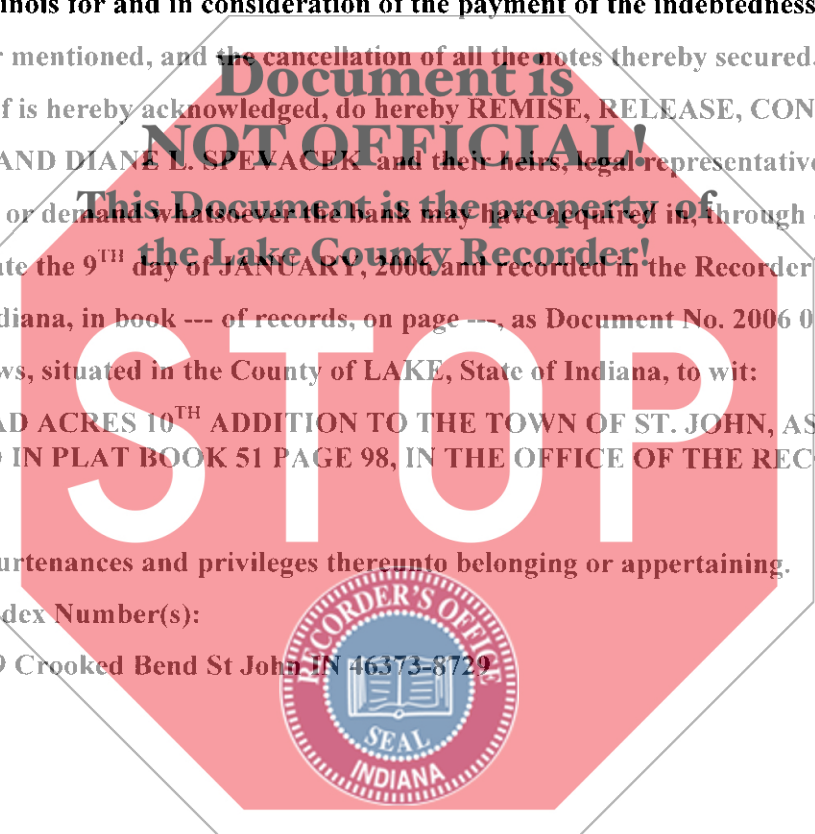 inois for and in consideration of the payment of the indebtedness
r mentioned, and the cancellation of all the notes thereby secured,
Document is
f is hereby acknowledged, do hereby REMISE, RELEASE, CON
NOT OFFICIAL!
AND DIANE L. SPEVACEK and their heirs, legal representative
This Document is the property of
or demand whatsoever the bank may have acquired in, through
the Lake County Recorder!
te the 9TH day of JANUARY, 2006 and recorded in the Recorder
diana, in book --- of records, on page ---, as Document No. 2006 0
ws, situated in the County of LAKE, State of Indiana, to wit:
STOP
AD ACRES 10TH ADDITION TO THE TOWN OF ST. JOHN, AS
IN PLAT BOOK 51 PAGE 98, IN THE OFFICE OF THE REC
urtenances and privileges thereunto belonging or appertaining.
dex Number(s):
9 Crooked Bend St John IN 46373-8729
RECORDER'S OFFICE
SEAL
INDIANA